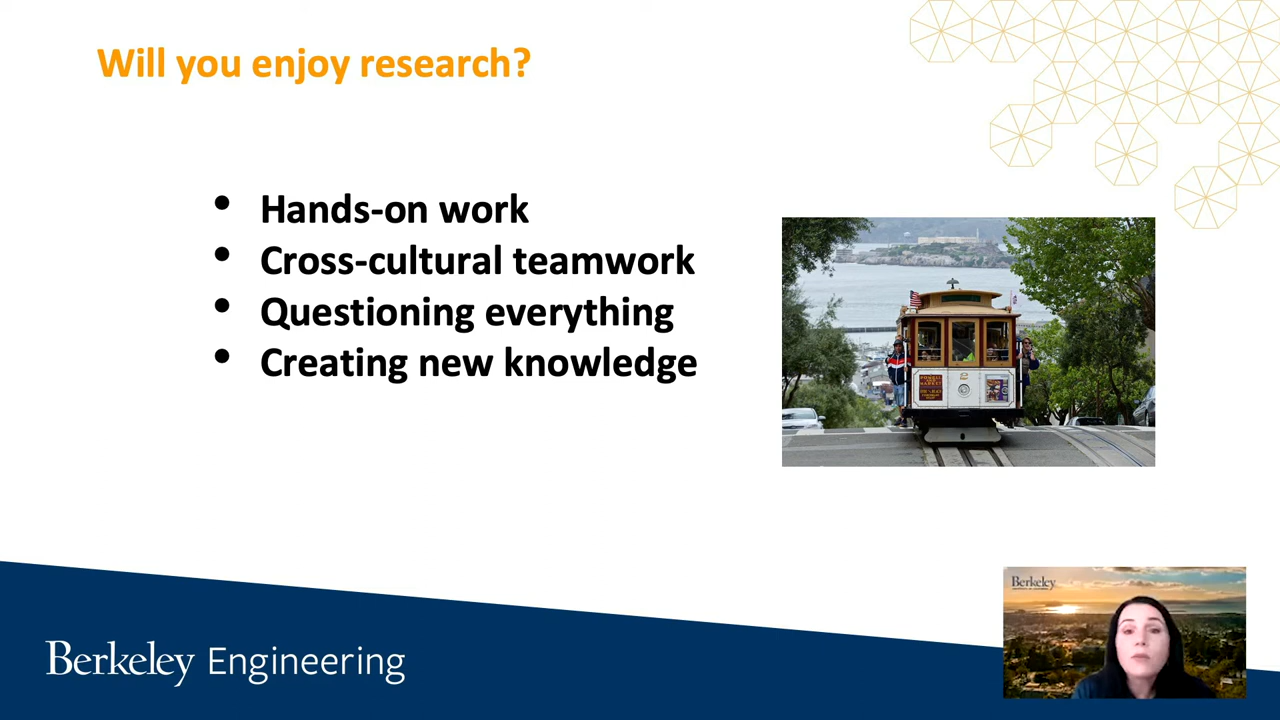 Will you enjoy research?
• Hands-on work
• Cross-cultural teamwork
• Questioning everything
• Creating new knowledge
Berkeley Engineering
Berkeley